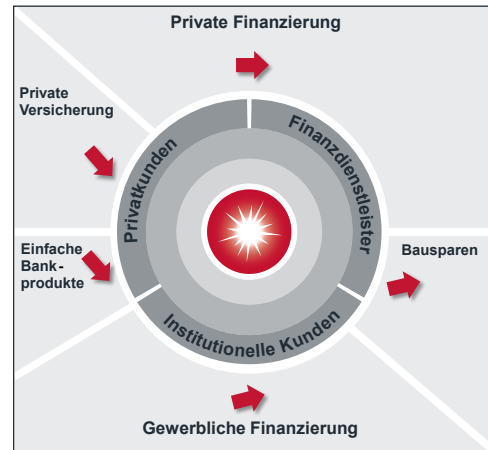 Private Finanzierung
Private
Versicherung
Privatkunden
Finanzdienstleister
Einfache
Bank-
produkte
Bausparen
Institutionelle Kunden
Gewerbliche Finanzierung